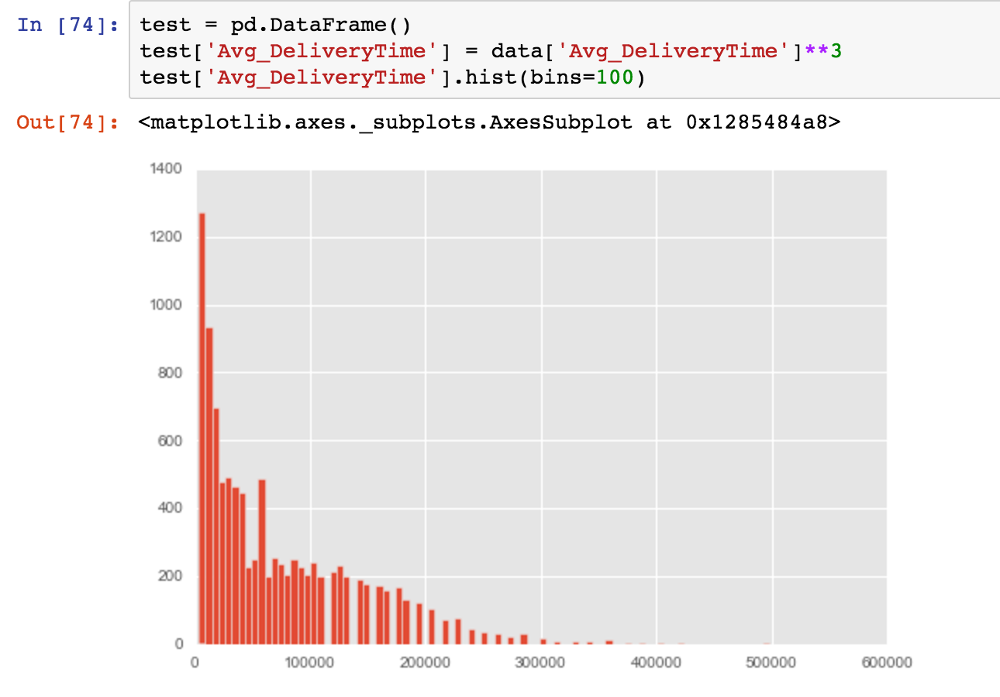 In [74]: test = pd.DataFrame()
test['Avg_DeliveryTime'] = data['Avg_DeliveryTime']**3
test['Avg_DeliveryTime'].hist(bins=100)
Out[74]: <matplotlib.axes._subplots.AxesSubplot at 0x1285484a8>
1400
1200
1000
800
600
400
200
0
0 100000 200000 300000 400000 500000 600000